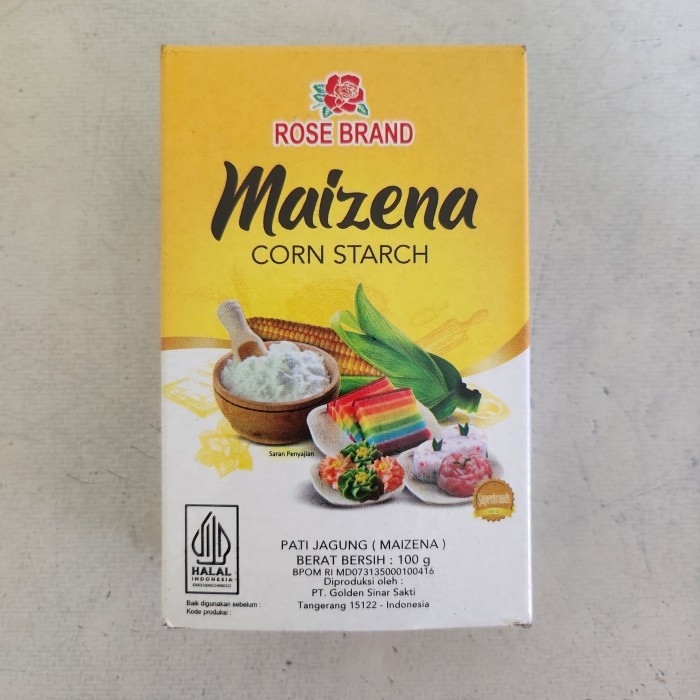 ROSE BRAND
Maizena
CORN STARCH
Saran Penyajian
Superbrands
HALAL
INDONESIA
PATI JAGUNG ( MAIZENA )
BERAT BERSIH : 100 g
BPOM RI MD073135000100416
Diproduksi oleh :
PT. Golden Sinar Sakti
Tangerang 15122 - Indonesia
Baik digunakan sebelum :
Kode produksi :